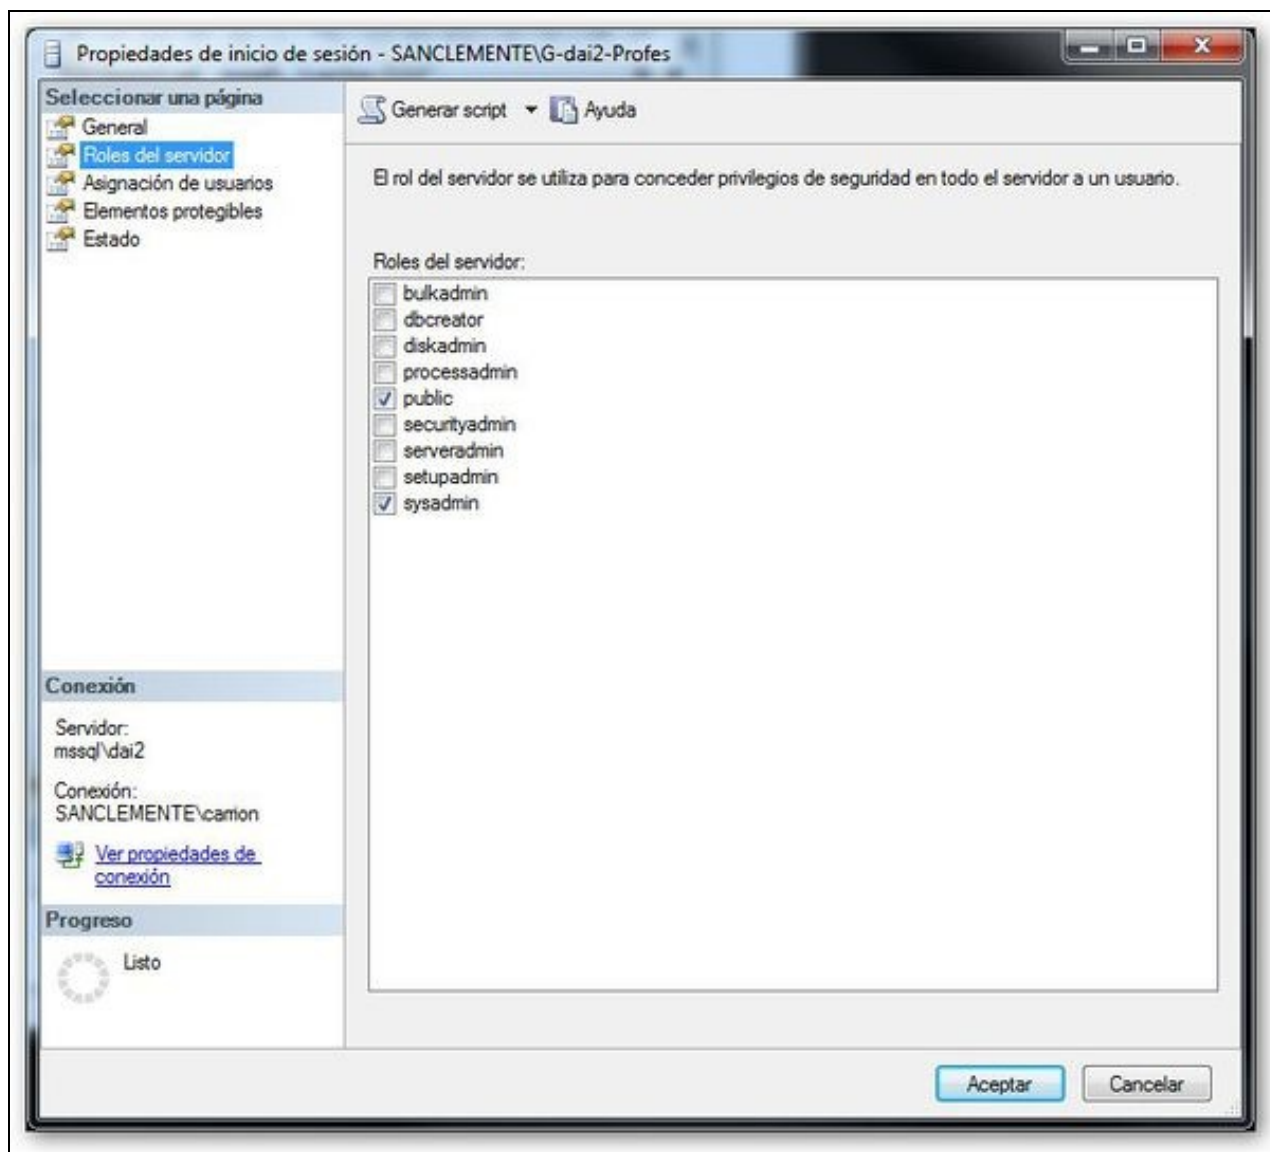 Propiedades de inicio de sesión - SANCLEMENTE\G-dai2-Profes
Seleccionar una página
General
Roles del servidor
Asignación de usuarios
Elementos protegibles
Estado
Generar script
Ayuda
El rol del servidor se utiliza para conceder privilegios de seguridad en todo el servidor a un usuario.
Roles del servidor:
bulkadmin
dbcreator
diskadmin
processadmin
public
securityadmin
serveradmin
setupadmin
sysadmin
Conexión
Servidor:
mssql\dai2
Conexión:
SANCLEMENTE\carrion
Ver propiedades de
conexión
Progreso
Listo
Aceptar
Cancelar